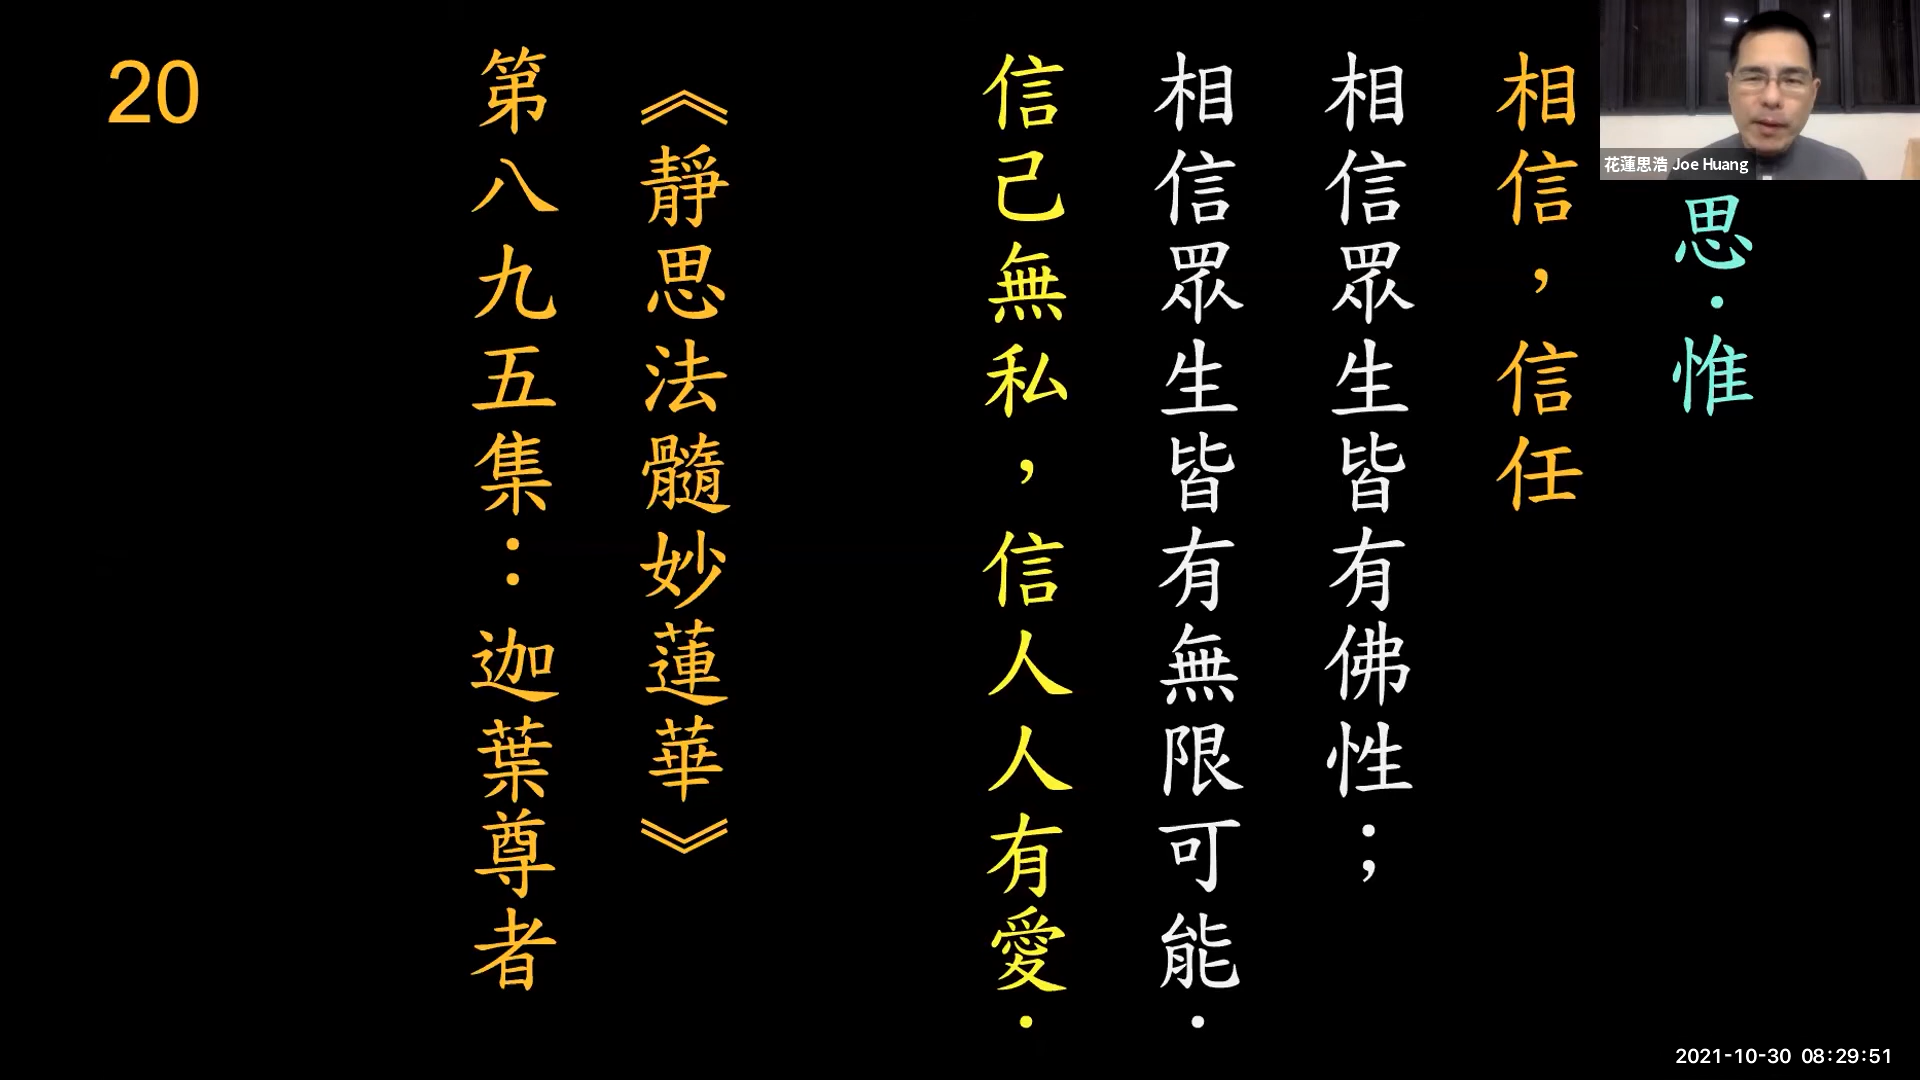 思．惟
相信，信任
相信眾生皆有佛性；
相信眾生皆有無限可能．
信己無私，信人人有愛．
《靜思法髓妙蓮華》
第八九五集：迦葉尊者
20
花蓮思浩 Joe Huang
2021-10-30 08:29:51